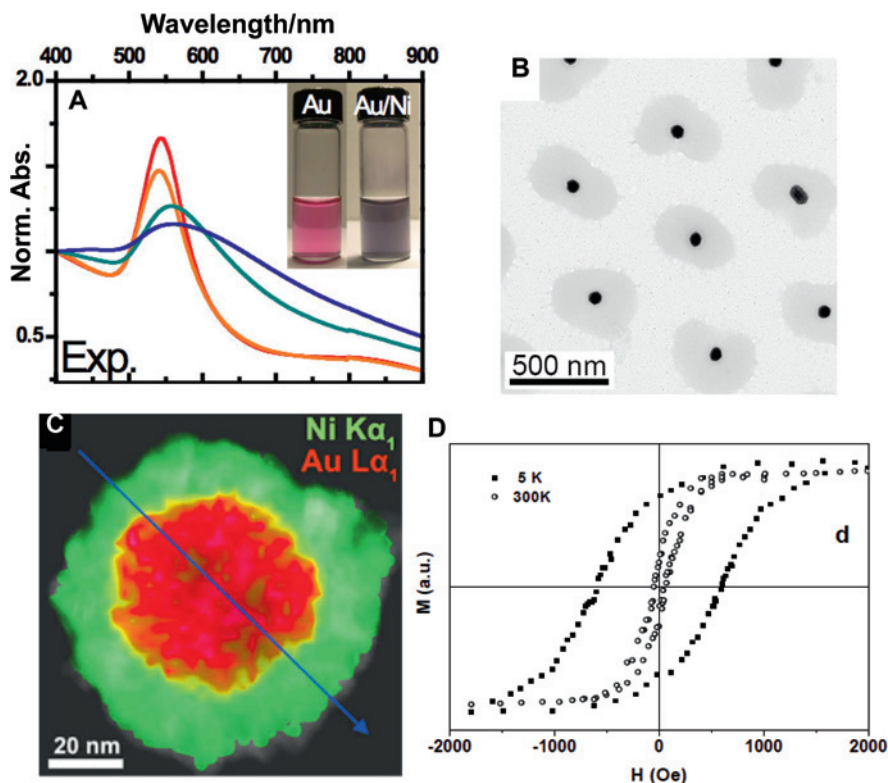 Wavelength/nm
400 500 600 700 800 900
2.0
A
Au Au/Ni
Norm. Abs.
0.5
Exp.
B
500 nm
C
Ni Kα1
Au Lα1
20 nm
D
5 K
300K
d
M (a.u.)
-2000 -1000 0 1000 2000
H (Oe)